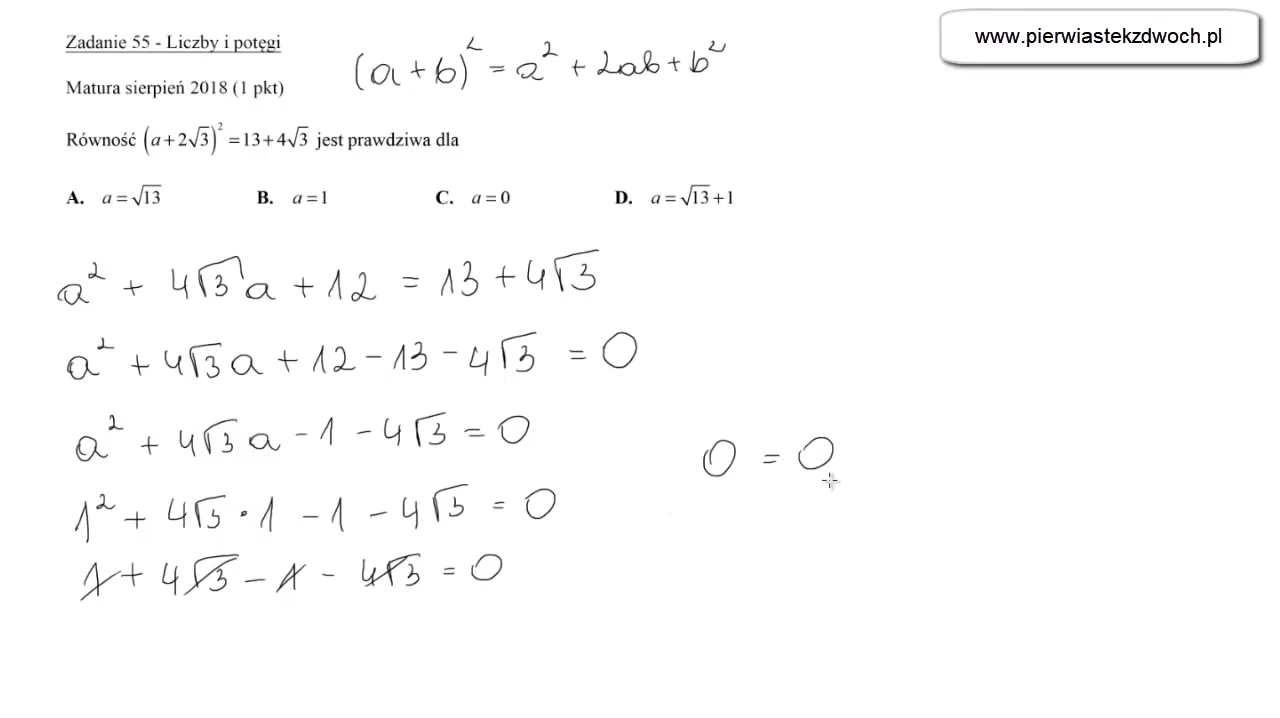 Zadanie 55 - Liczby i potęgi
www.pierwiastekzdwoch.pl
(a+b)² = a² + 2ab + b²
Matura sierpień 2018 (1 pkt)
Równość (a+2√3)² = 13+4√3 jest prawdziwa dla
A. a=√13 B. a=1 C. a=0 D. a=√13+1
a² + 4√3 a + 12 = 13 + 4√3
a² + 4√3 a + 12 - 13 - 4√3 = 0
a² + 4√3 a - 1 - 4√3 = 0
0 = 0
1² + 4√3 · 1 - 1 - 4√3 = 0
1 + 4√3 - 1 - 4√3 = 0